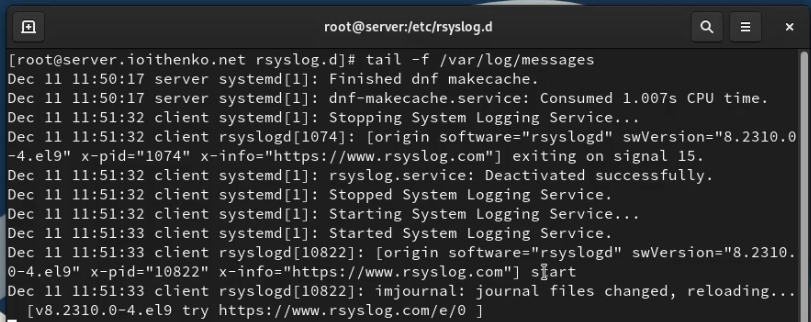 root@server:/etc/rsyslog.d
[root@server.ioithenko.net rsyslog.d]# tail -f /var/log/messages
Dec 11 11:50:17 server systemd[1]: Finished dnf makecache.
Dec 11 11:50:17 server systemd[1]: dnf-makecache.service: Consumed 1.007s CPU time.
Dec 11 11:51:32 client systemd[1]: Stopping System Logging Service...
Dec 11 11:51:32 client rsyslogd[1074]: [origin software="rsyslogd" swVersion="8.2310.0
-4.el9" x-pid="1074" x-info="https://www.rsyslog.com"] exiting on signal 15.
Dec 11 11:51:32 client systemd[1]: rsyslog.service: Deactivated successfully.
Dec 11 11:51:32 client systemd[1]: Stopped System Logging Service.
Dec 11 11:51:32 client systemd[1]: Starting System Logging Service...
Dec 11 11:51:33 client systemd[1]: Started System Logging Service.
Dec 11 11:51:33 client rsyslogd[10822]: [origin software="rsyslogd" swVersion="8.2310.
0-4.el9" x-pid="10822" x-info="https://www.rsyslog.com"] start
Dec 11 11:51:33 client rsyslogd[10822]: imjournal: journal files changed, reloading...
[v8.2310.0-4.el9 try https://www.rsyslog.com/e/0 ]